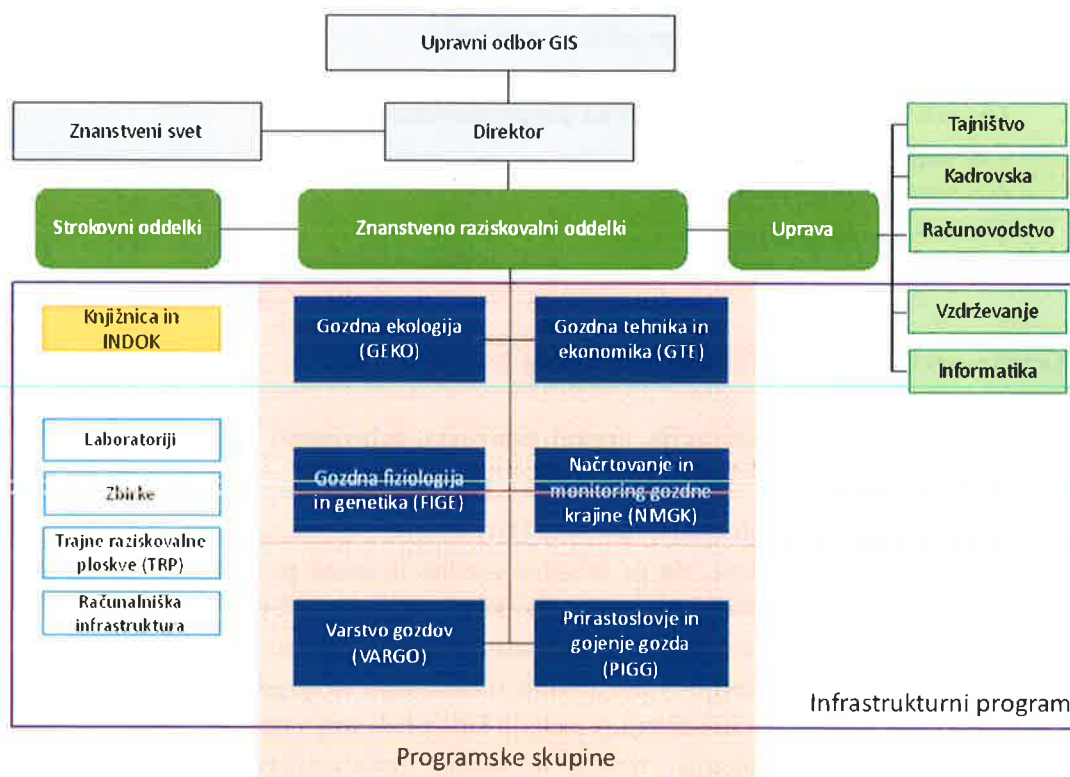 Upravni odbor GIS
Znanstveni svet
Direktor
Tajništvo
Kadrovska
Računovodstvo
Vzdrževanje
Informatika
Strokovni oddelki
Znanstveno raziskovalni oddelki
Uprava
Knjižnica in
INDOK
Laboratoriji
Zbirke
Trajne raziskovalne
ploskve (TRP)
Računalniška
infrastruktura
Gozdna ekologija
(GEKO)
Gozdna tehnika in
ekonomika (GTE)
Gozdna fiziologija
in genetika (FIGE)
Načrtovanje in
monitoring gozdne
krajine (NMGK)
Varstvo gozdov
(VARGO)
Prirastoslovje in
gojenje gozda
(PIGG)
Infrastrukturni program
Programske skupine